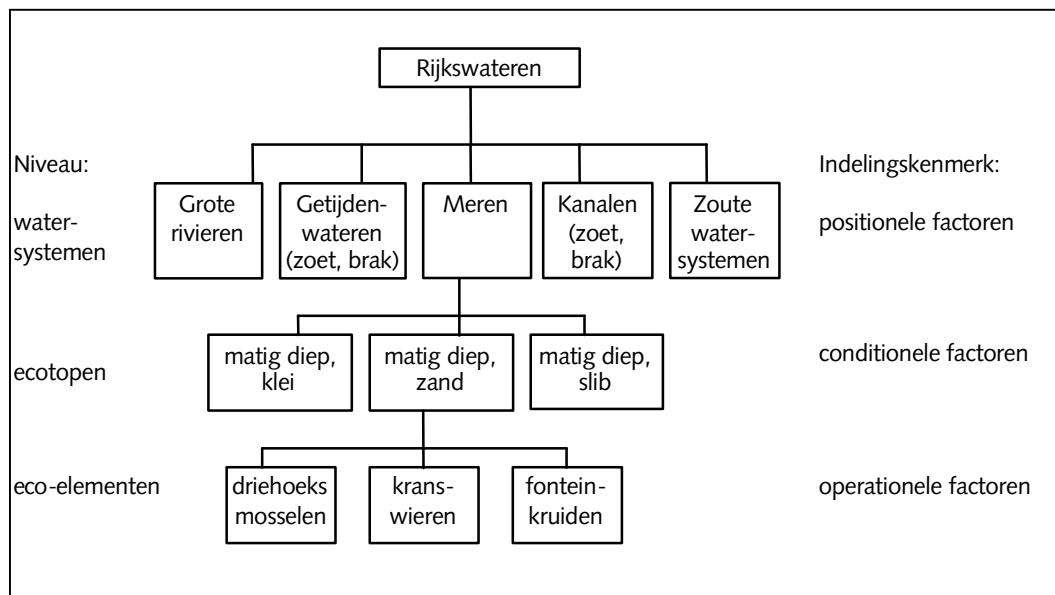 Rijkswateren
Niveau:
Indelingskenmerk:
water-
systemen
Grote
rivieren
Getijden-
wateren
(zoet, brak)
Meren
Kanalen
(zoet,
brak)
Zoute
water-
systemen
positionele factoren
ecotopen
matig diep,
klei
matig diep,
zand
matig diep,
slib
conditionele factoren
eco-elementen
driehoeks
mosselen
krans-
wieren
fontein-
kruiden
operationele factoren